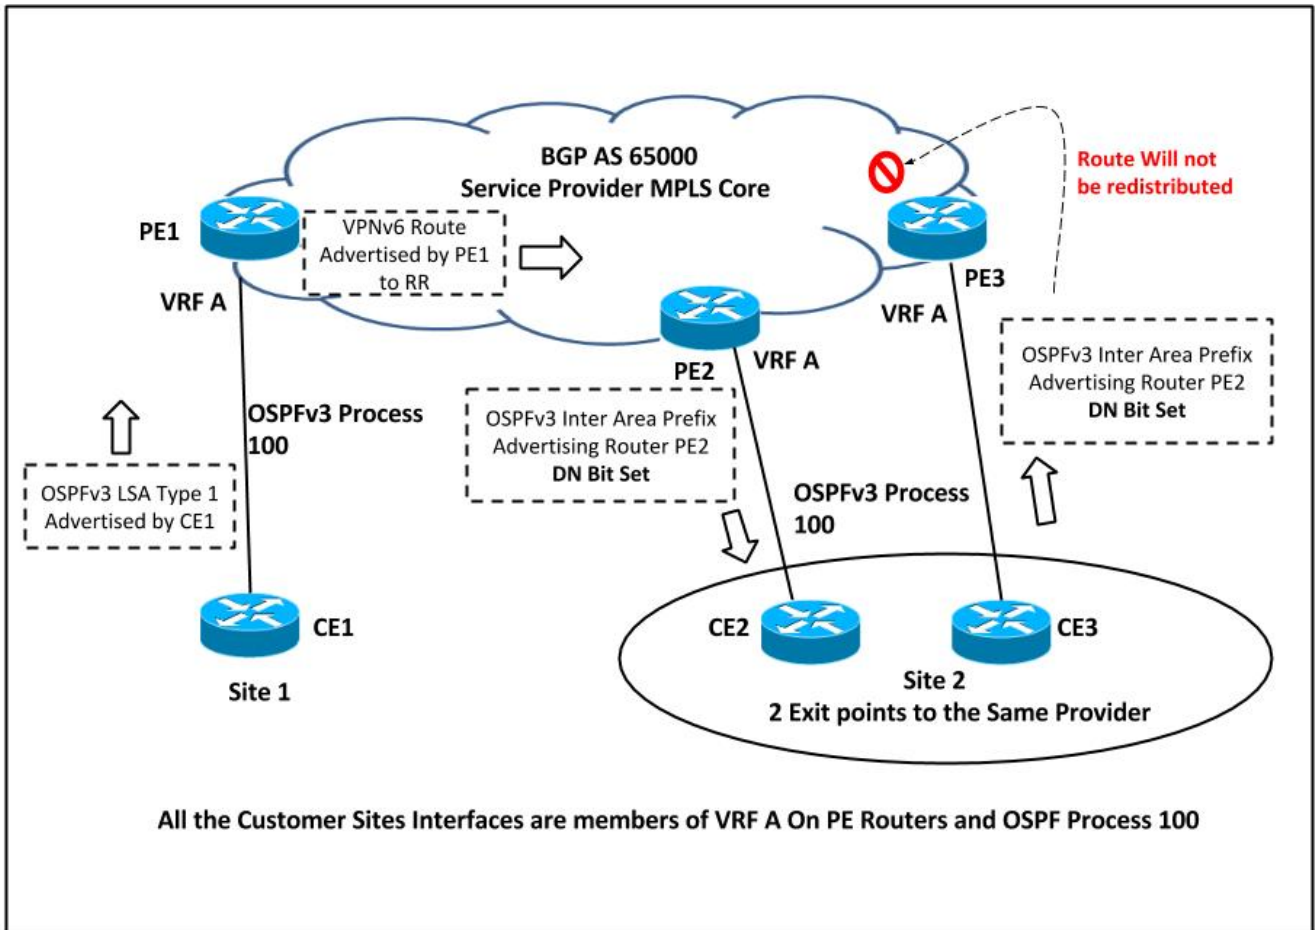 BGP AS 65000
Service Provider MPLS Core
Route Will not
be redistributed
PE1
VPNv6 Route
Advertised by PE1
to RR
VRF A
PE3
VRF A
PE2
VRF A
OSPFv3 Inter Area Prefix
Advertising Router PE2
DN Bit Set
OSPFv3 Process
100
OSPFv3 Inter Area Prefix
Advertising Router PE2
DN Bit Set
OSPFv3 LSA Type 1
Advertised by CE1
OSPFv3 Process
100
CE1
Site 1
CE2
CE3
Site 2
2 Exit points to the Same Provider
All the Customer Sites Interfaces are members of VRF A On PE Routers and OSPF Process 100